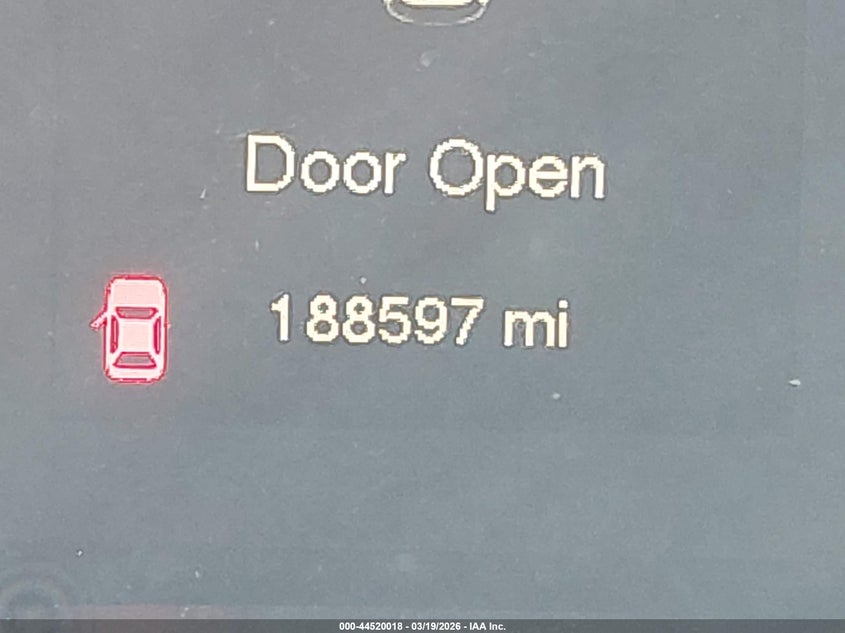 Door Open
188597 mi
000-44520018 - 03/19/2026 - IAA Inc.